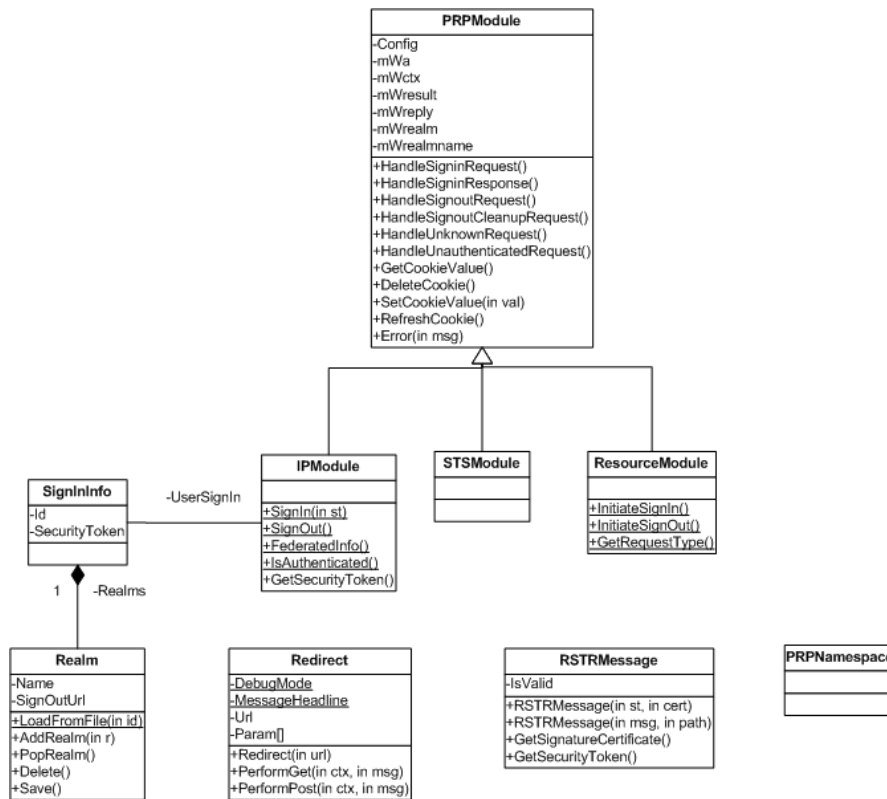 PRPModule
-Config
-mWa
-mWctx
-mWresult
-mWreply
-mWrealm
-mWrealmname
+HandleSigninRequest()
+HandleSigninResponse()
+HandleSignoutRequest()
+HandleSignoutCleanupRequest()
+HandleUnknownRequest()
+HandleUnauthenticatedRequest()
+GetCookieValue()
+DeleteCookie()
+SetCookieValue(in val)
+RefreshCookie()
+Error(in msg)
SignInInfo
-Id
-SecurityToken
-UserSignIn
IPModule
+SignIn(in st)
+SignOut()
+FederatedInfo()
+IsAuthenticated()
+GetSecurityToken()
STSModule
ResourceModule
+InitiateSignIn()
+InitiateSignOut()
+GetRequestType()
1
-Realms
Realm
-Name
-SignOutUrl
+LoadFromFile(in id)
+AddRealm(in r)
+PopRealm()
+Delete()
+Save()
Redirect
-DebugMode
-MessageHeadline
-Url
-Param[]
+Redirect(in url)
+PerformGet(in ctx, in msg)
+PerformPost(in ctx, in msg)
RSTRMessage
-IsValid
+RSTRMessage(in st, in cert)
+RSTRMessage(in msg, in path)
+GetSignatureCertificate()
+GetSecurityToken()
PRPNamespace